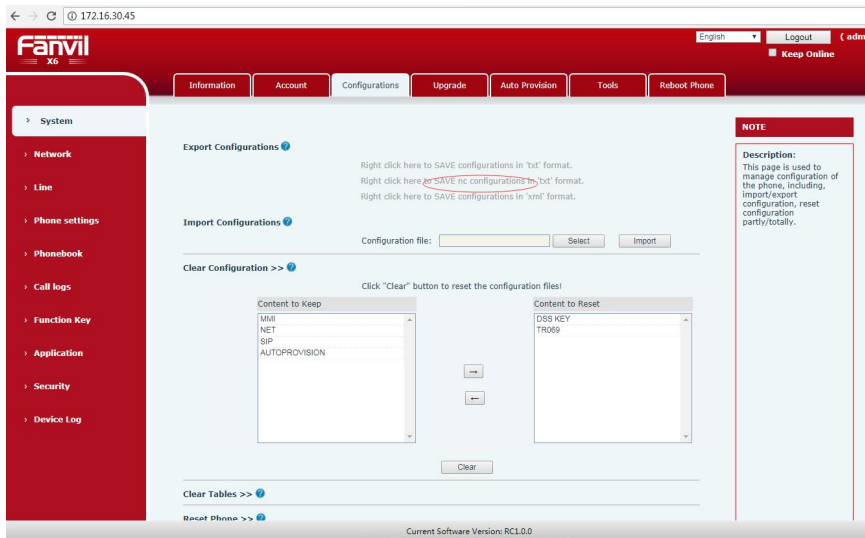 172.16.30.45
Fanvil
X6
English
Logout
( adm
Keep Online
Information
Account
Configurations
Upgrade
Auto Provision
Tools
Reboot Phone
› System
› Network
› Line
› Phone settings
› Phonebook
› Call logs
› Function Key
› Application
› Security
› Device Log
Export Configurations ?
Right click here to SAVE configurations in 'txt' format.
Right click here to SAVE nc configurations in 'txt' format.
Right click here to SAVE configurations in 'xml' format.
Import Configurations ?
Configuration file:
Select
Import
Clear Configuration >> ?
Click "Clear" button to reset the configuration files!
Content to Keep
MMI
NET
SIP
AUTOPROVISION
→
←
Content to Reset
DSS KEY
TR069
Clear
Clear Tables >> ?
Reset Phone >> ?
NOTE
Description:
This page is used to
manage configuration of
the phone, including,
import/export
configuration, reset
configuration
partly/totally.
Current Software Version: RC1.0.0